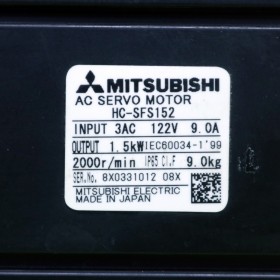 MITSUBISHI
AC SERVO MOTOR
HC-SFS152
INPUT 3AC 122V 9.0A
OUTPUT 1.5kW IEC60034-1'99
2000r/min IP65 Cl.F 9.0kg
SER.No. 8X0331012 08X
MITSUBISHI ELECTRIC
MADE IN JAPAN